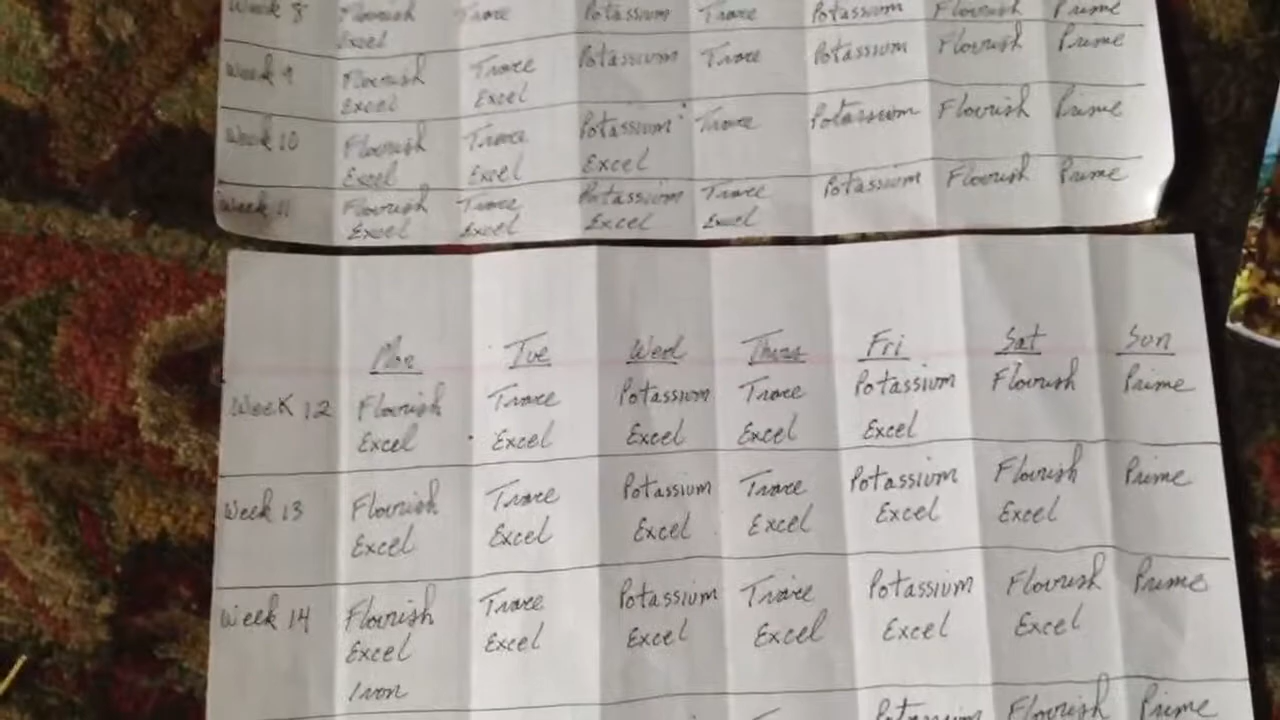 Week 8 Flourish Trace Potassium Trace Potassium Flourish Prime
Excel
Week 9 Flourish Trace Potassium Trace Potassium Flourish Prime
Excel Excel
Week 10 Flourish Trace Potassium Trace Potassium Flourish Prime
Excel Excel Excel
Week 11 Flourish Trace Potassium Trace Potassium Flourish Prime
Excel Excel Excel Excel
Mon Tue Wed Thurs Fri Sat Sun
Week 12 Flourish Trace Potassium Trace Potassium Flourish Prime
Excel Excel Excel Excel Excel
Week 13 Flourish Trace Potassium Trace Potassium Flourish Prime
Excel Excel Excel Excel Excel Excel
Week 14 Flourish Trace Potassium Trace Potassium Flourish Prime
Excel Excel Excel Excel Excel Excel
Iron
Potassium Flourish Prime